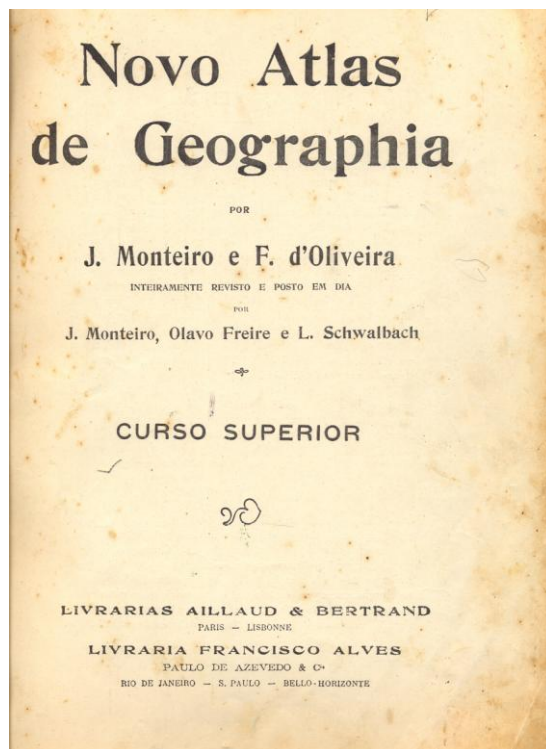 Novo Atlas
de Geographia
POR
J. Monteiro e F. d'Oliveira
INTEIRAMENTE REVISTO E POSTO EM DIA
POR
J. Monteiro, Olavo Freire e L. Schwalbach
CURSO SUPERIOR
LIVRARIAS AILLAUD & BERTRAND
PARIS — LISBONNE
LIVRARIA FRANCISCO ALVES
PAULO DE AZEVEDO & Cᵃ
RIO DE JANEIRO — S. PAULO — BELLO-HORIZONTE